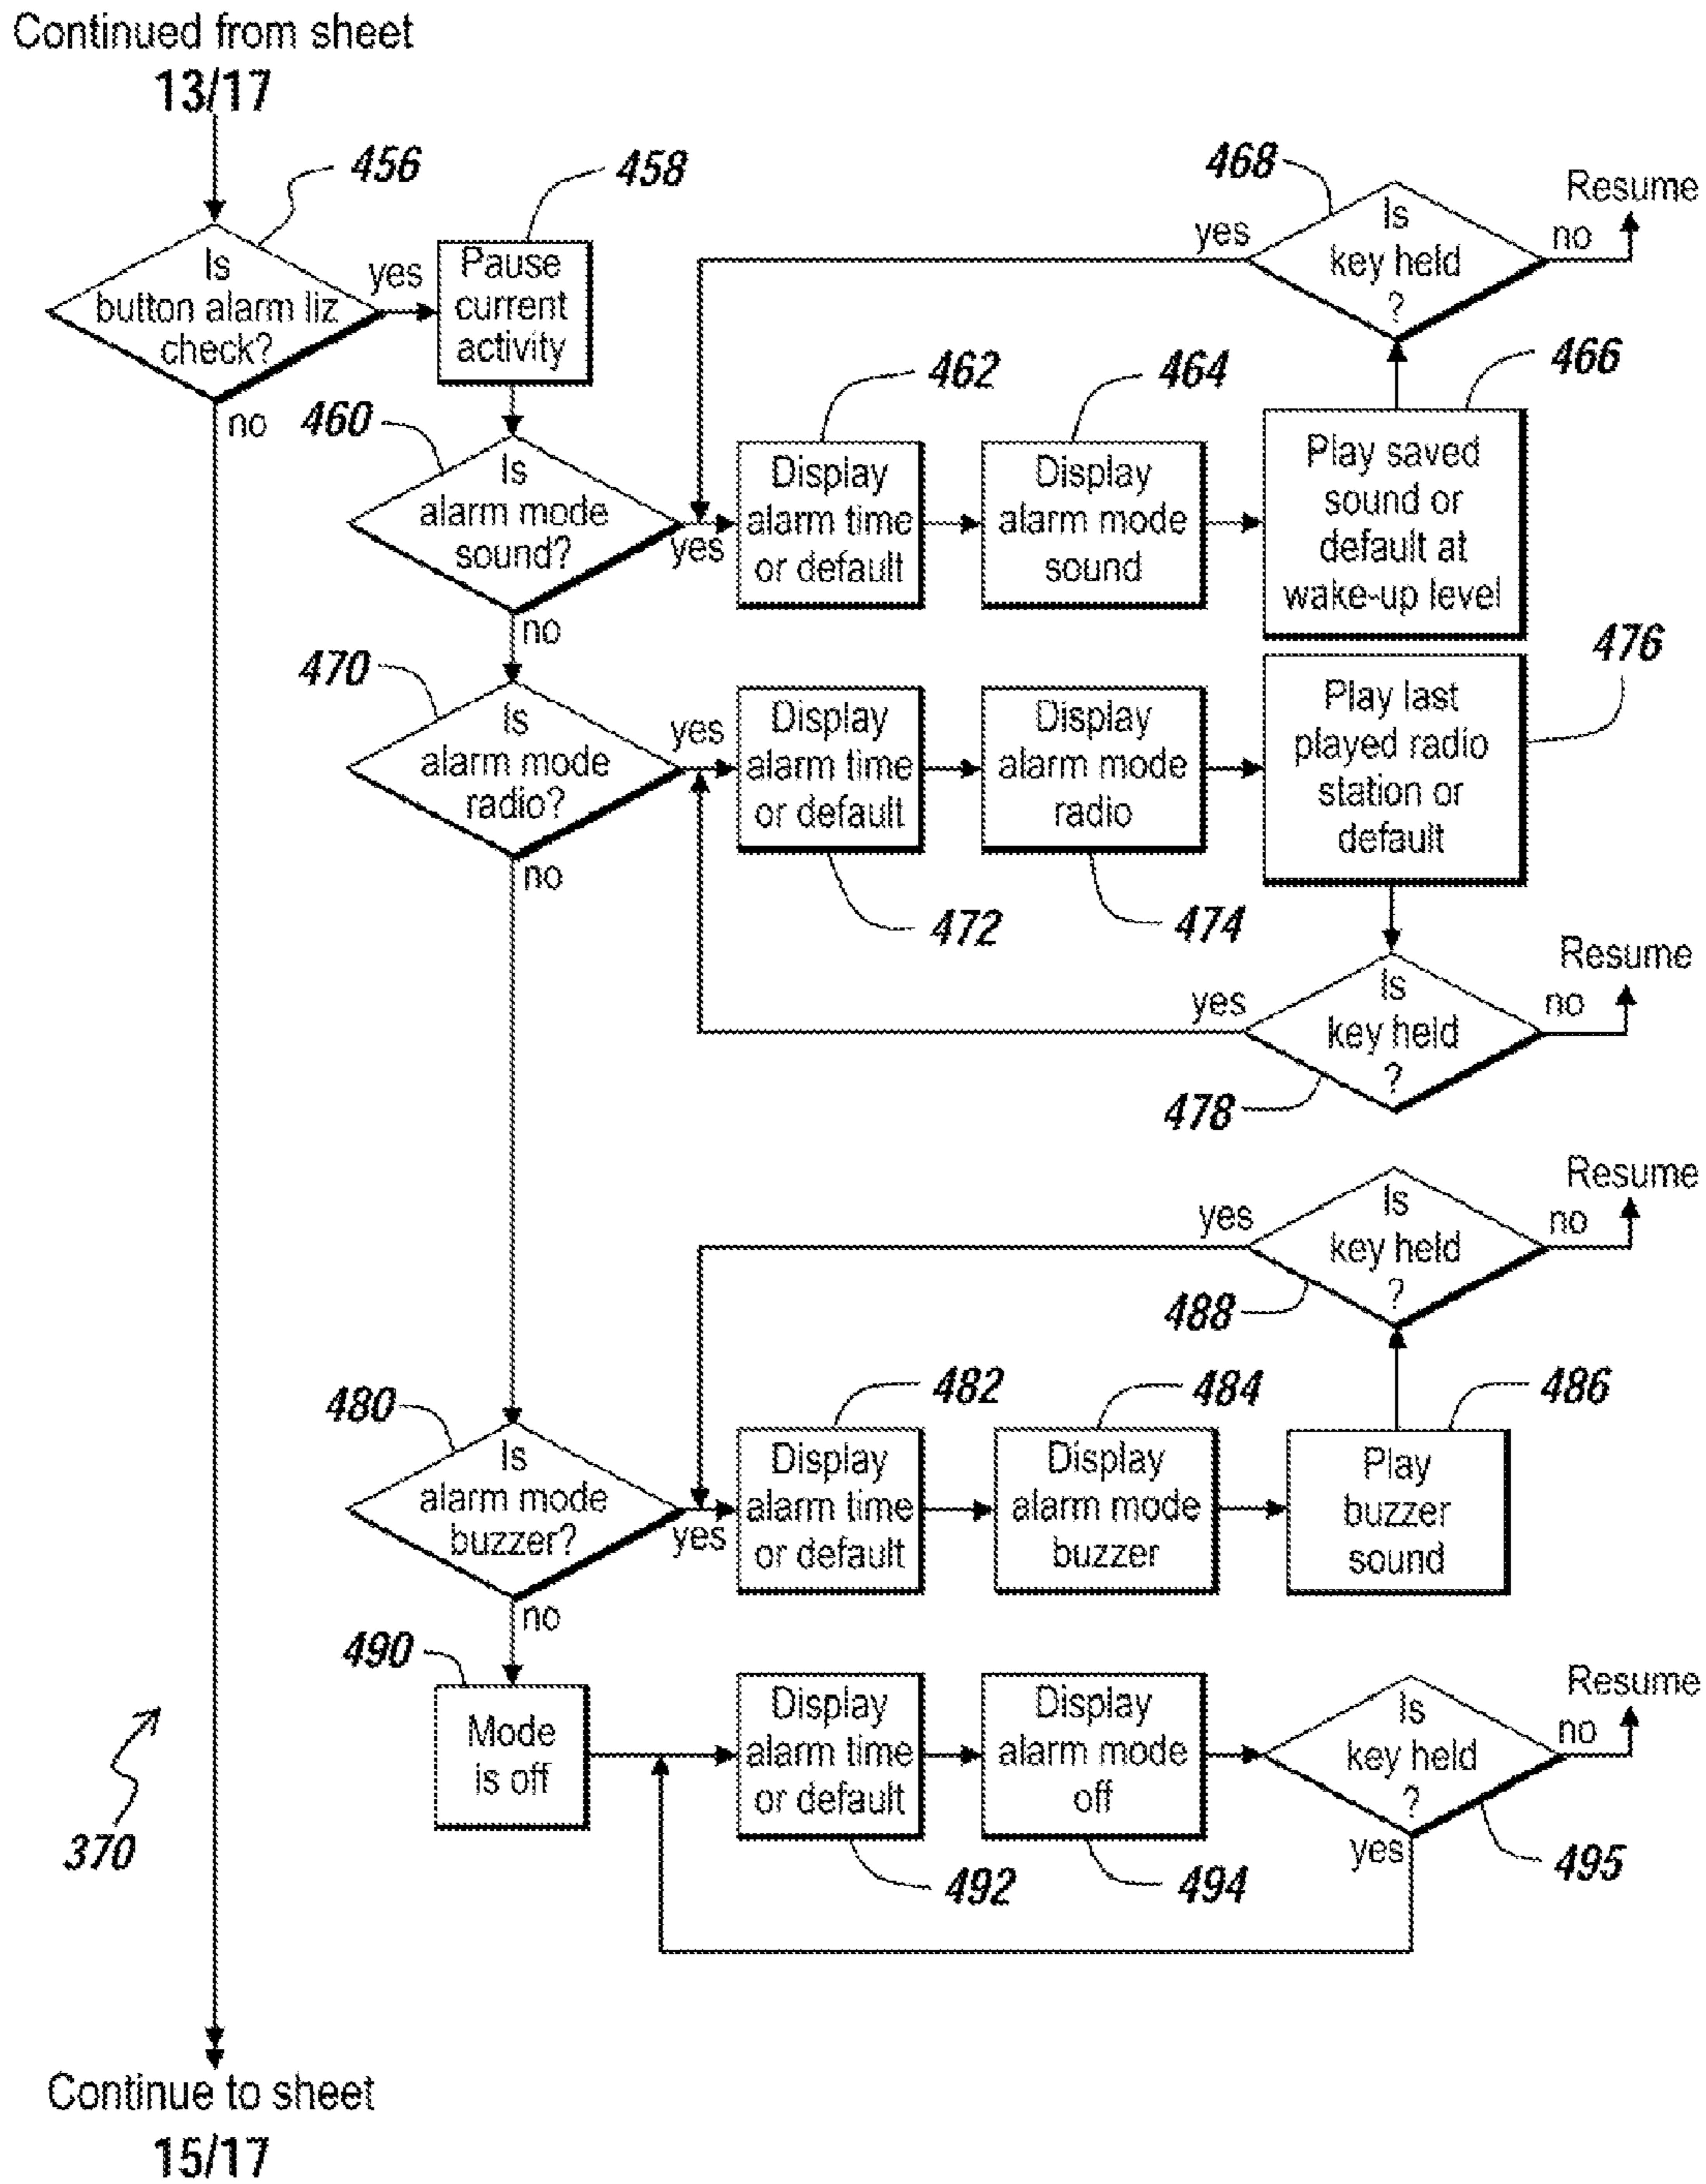 Continued from sheet
13/17
456
Is
button alarm liz
check?
yes
no
458
Pause
current
activity
460
Is
alarm mode
sound?
yes
no
462
Display
alarm time
or default
464
Display
alarm mode
sound
466
Play saved
sound or
default at
wake-up level
468
Is
key held
?
yes
no
Resume
470
Is
alarm mode
radio?
yes
no
472
Display
alarm time
or default
474
Display
alarm mode
radio
476
Play last
played radio
station or
default
478
Is
key held
?
yes
no
Resume
480
Is
alarm mode
buzzer?
yes
no
482
Display
alarm time
or default
484
Display
alarm mode
buzzer
486
Play
buzzer
sound
488
Is
key held
?
yes
no
Resume
490
Mode
is off
492
Display
alarm time
or default
494
Display
alarm mode
off
495
Is
key held
?
yes
no
Resume
370
Continue to sheet
15/17